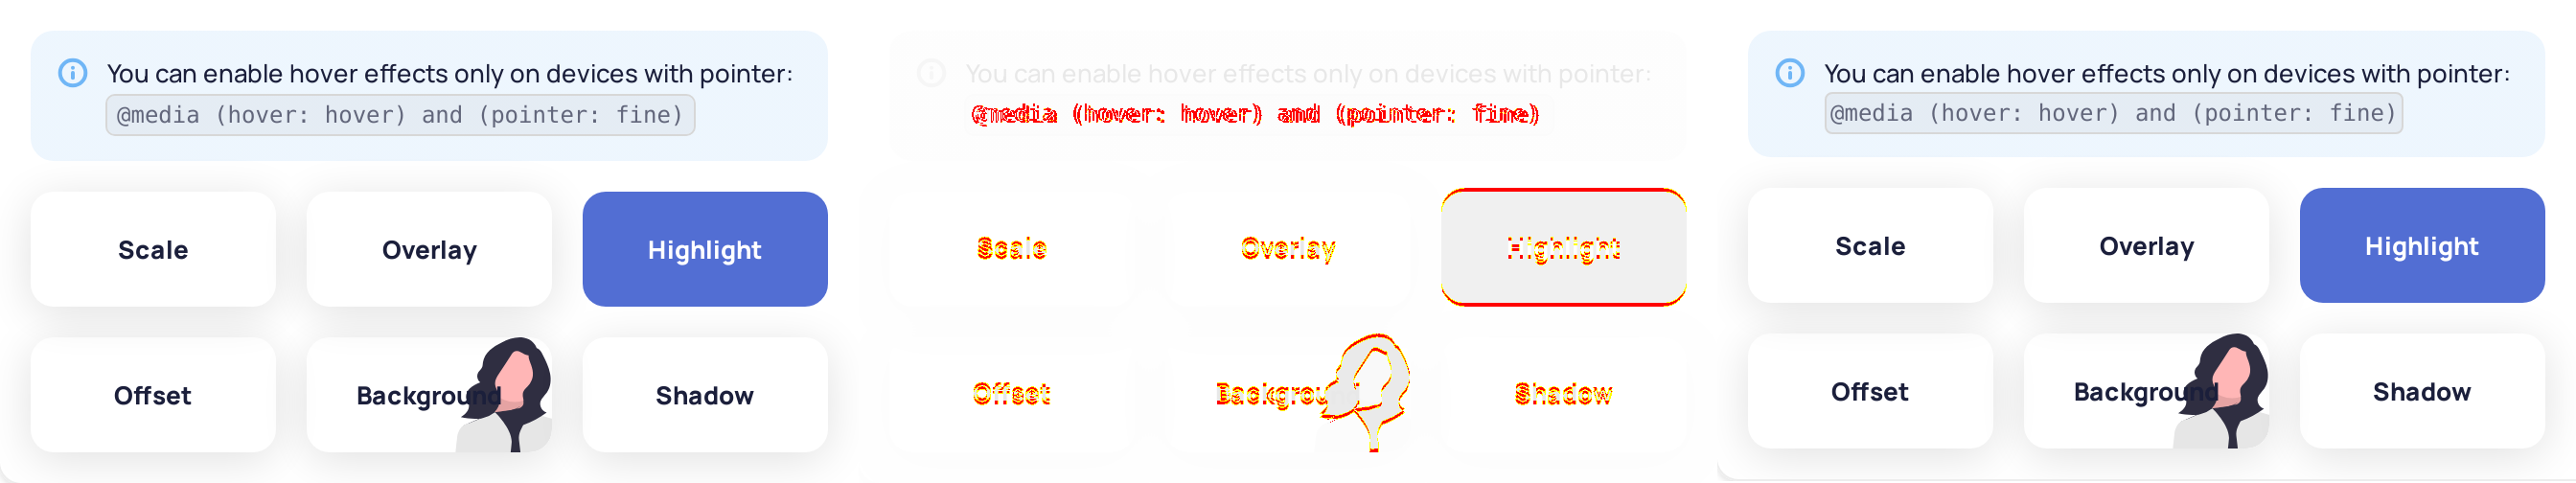 You can enable hover effects only on devices with pointer:
@media (hover: hover) and (pointer: fine)
Scale Overlay Highlight
Offset Background Shadow
You can enable hover effects only on devices with pointer:
@media (hover: hover) and (pointer: fine)
Scale Overlay Highlight
Offset Background Shadow
You can enable hover effects only on devices with pointer:
@media (hover: hover) and (pointer: fine)
Scale Overlay Highlight
Offset Background Shadow